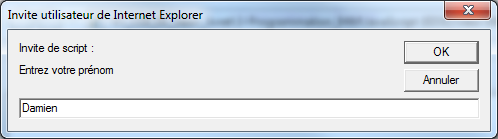 Invite utilisateur de Internet Explorer
Invite de script :
OK
Entrez votre prénom
Annuler
Damien